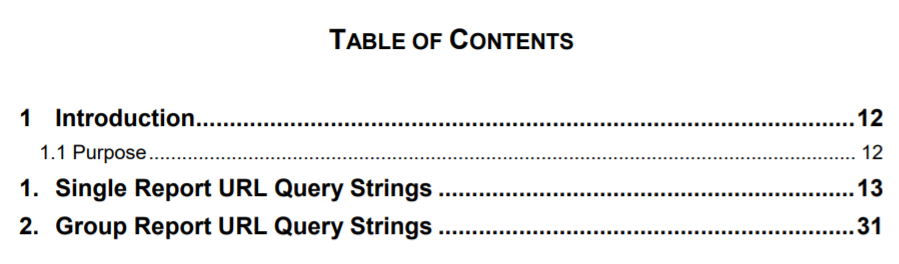 TABLE OF CONTENTS
1 Introduction.....................................................................................................12
1.1 Purpose................................................................................................................... 12
1. Single Report URL Query Strings ...............................................................13
2. Group Report URL Query Strings ...............................................................31